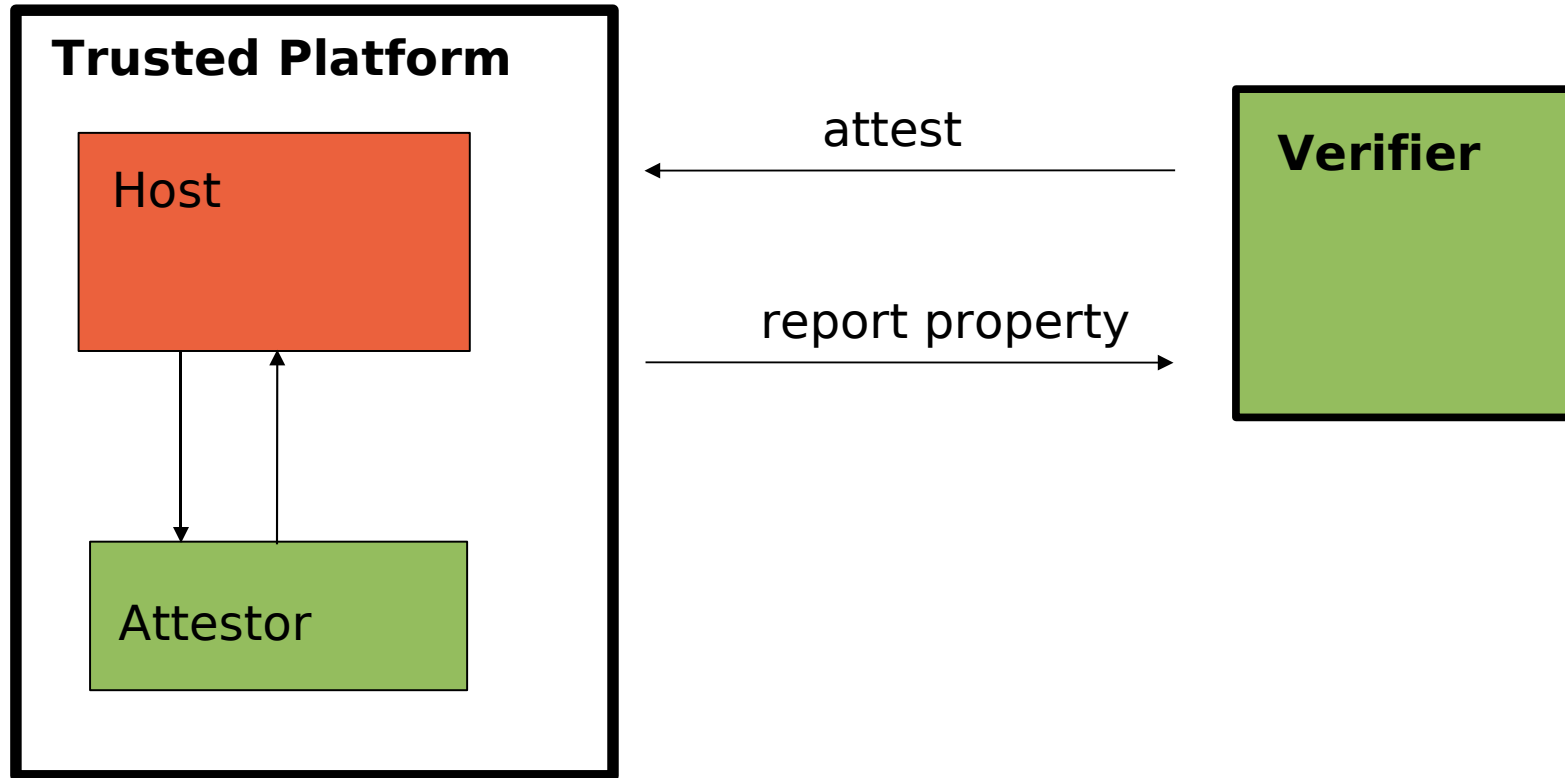 Trusted Platform
Host
Attestor
attest
report property
Verifier